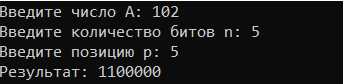 Введите число A: 102
Введите количество битов n: 5
Введите позицию p: 5
Результат: 1100000